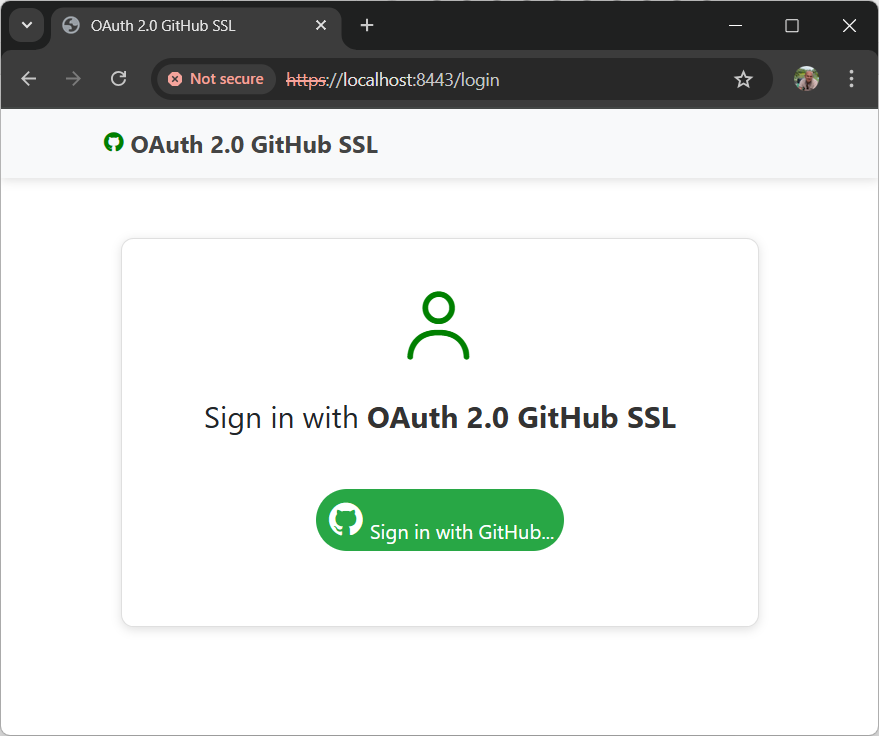 OAuth 2.0 GitHub SSL
Not secure https://localhost:8443/login
OAuth 2.0 GitHub SSL
Sign in with OAuth 2.0 GitHub SSL
Sign in with GitHub...